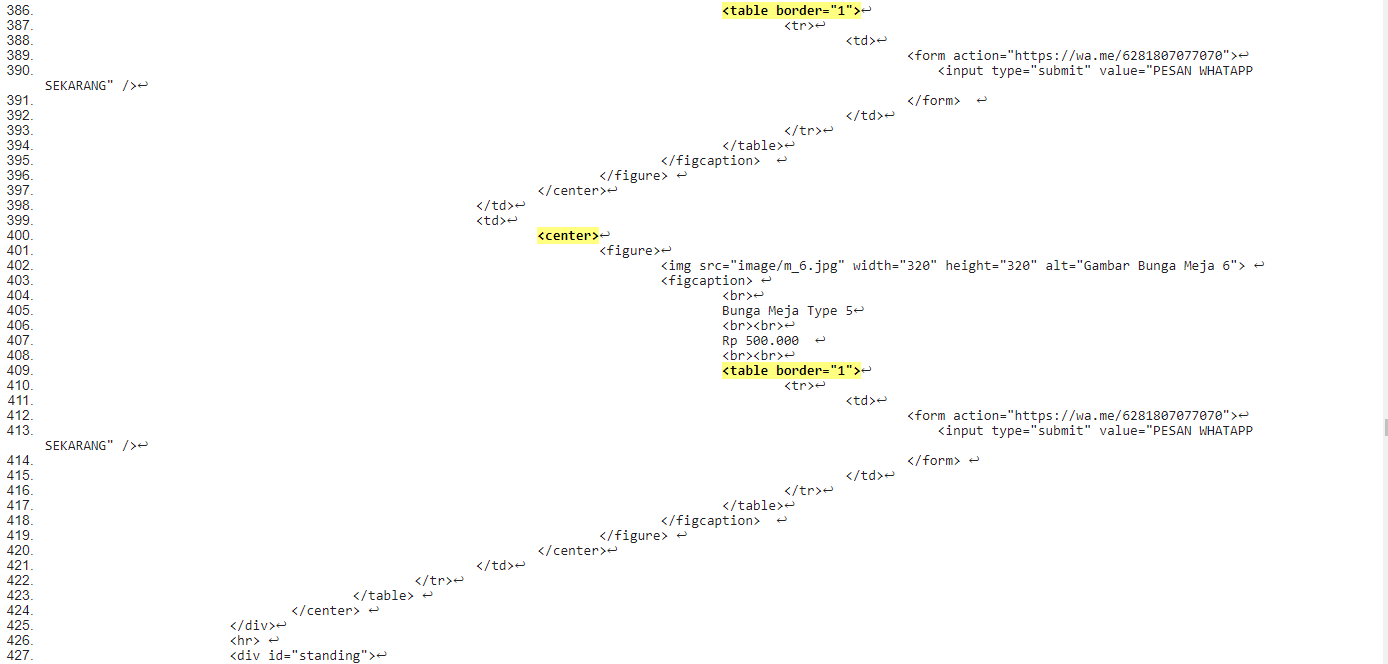 386. <table border="1">↩
387. <tr>↩
388. <td>↩
389. <form action="https://wa.me/6281807077070">↩
390. <input type="submit" value="PESAN WHATAPP
SEKARANG" />↩
391. </form> ↩
392. </td>↩
393. </tr>↩
394. </table>↩
395. </figcaption> ↩
396. </figure> ↩
397. </center>↩
398. </td>↩
399. <td>↩
400. <center>↩
401. <figure>↩
402. <img src="image/m_6.jpg" width="320" height="320" alt="Gambar Bunga Meja 6"> ↩
403. <figcaption> ↩
404. <br>↩
405. Bunga Meja Type 5↩
406. <br><br>↩
407. Rp 500.000 ↩
408. <br><br>↩
409. <table border="1">↩
410. <tr>↩
411. <td>↩
412. <form action="https://wa.me/6281807077070">↩
413. <input type="submit" value="PESAN WHATAPP
SEKARANG" />↩
414. </form> ↩
415. </td>↩
416. </tr>↩
417. </table>↩
418. </figcaption> ↩
419. </figure> ↩
420. </center>↩
421. </td>↩
422. </tr>↩
423. </table> ↩
424. </center> ↩
425. </div>↩
426. <hr> ↩
427. <div id="standing">↩